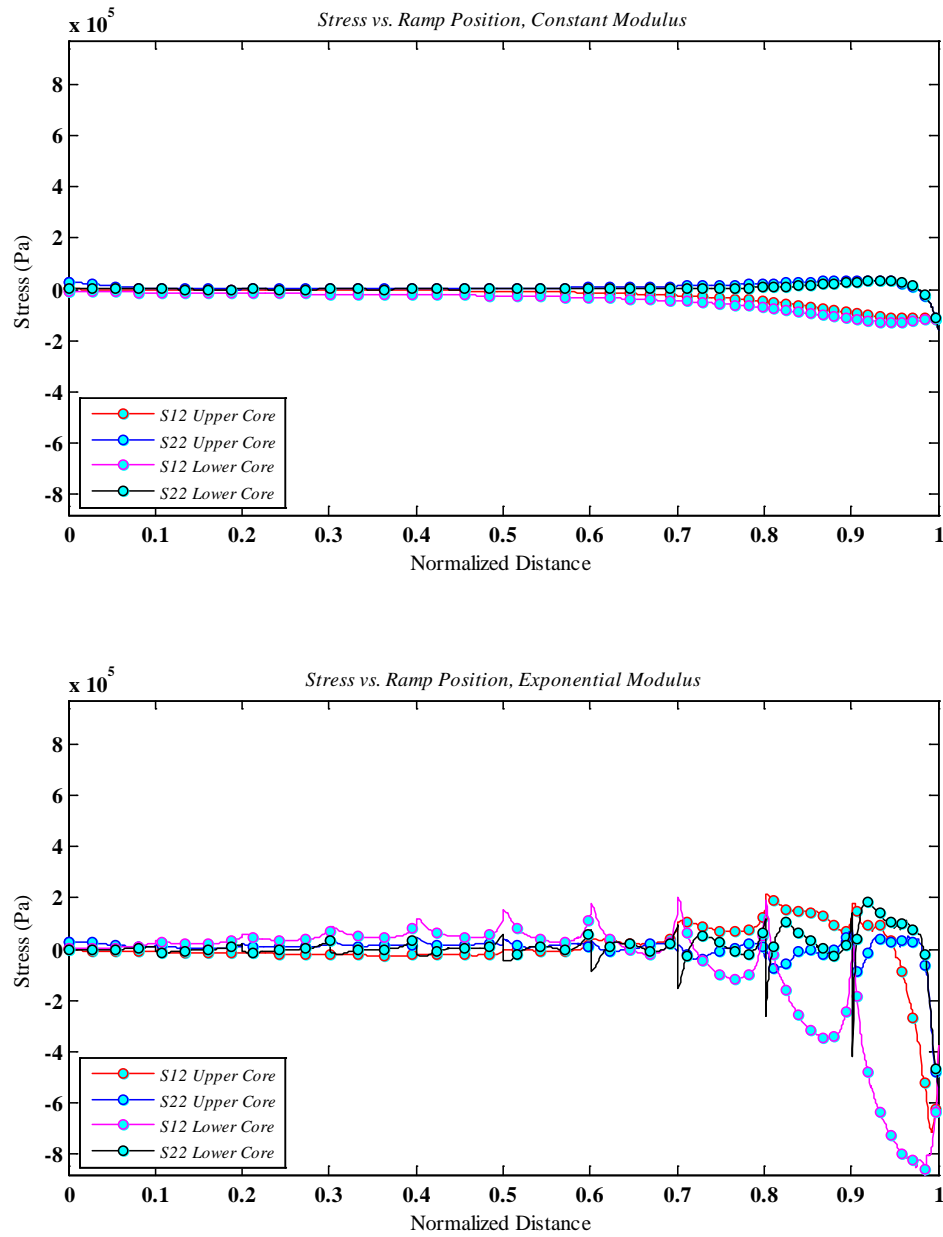 Stress vs. Ramp Position, Constant Modulus
x 10^5
8
6
4
2
0
-2
-4
-6
-8
Stress (Pa)
S12 Upper Core
S22 Upper Core
S12 Lower Core
S22 Lower Core
0 0.1 0.2 0.3 0.4 0.5 0.6 0.7 0.8 0.9 1
Normalized Distance
Stress vs. Ramp Position, Exponential Modulus
x 10^5
8
6
4
2
0
-2
-4
-6
-8
Stress (Pa)
S12 Upper Core
S22 Upper Core
S12 Lower Core
S22 Lower Core
0 0.1 0.2 0.3 0.4 0.5 0.6 0.7 0.8 0.9 1
Normalized Distance